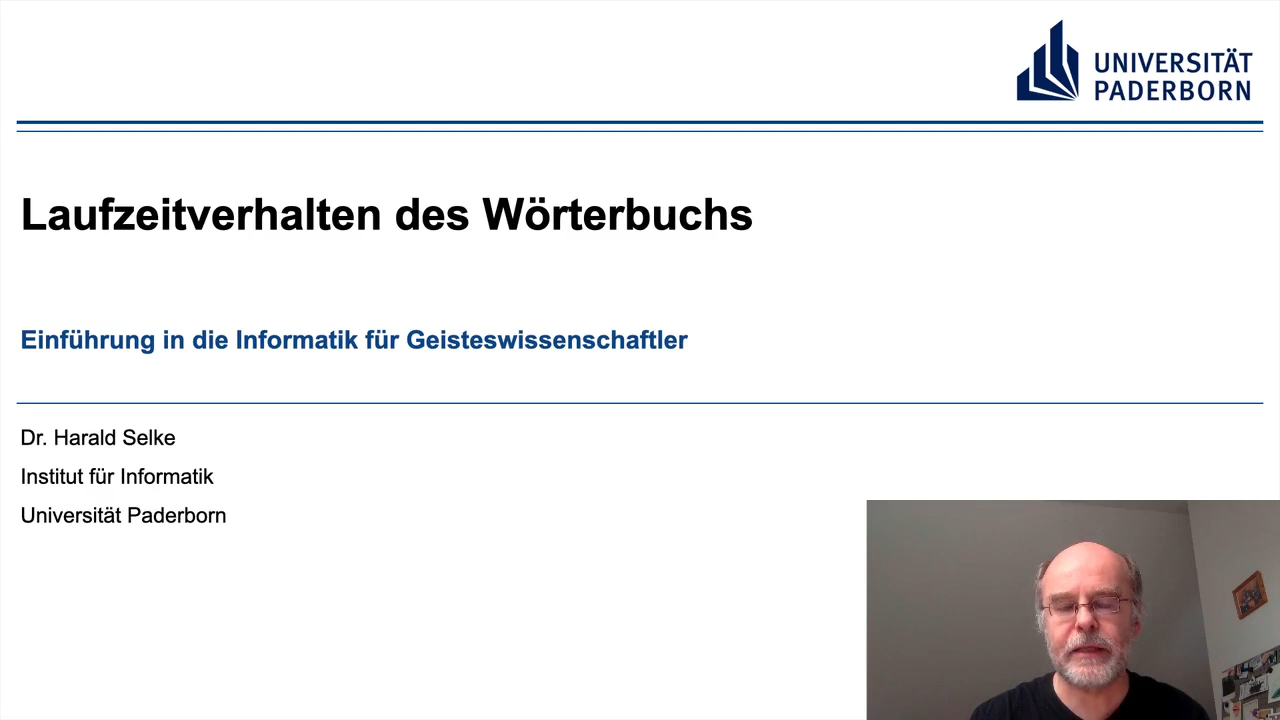 UNIVERSITÄT
PADERBORN
Laufzeitverhalten des Wörterbuchs
Einführung in die Informatik für Geisteswissenschaftler
Dr. Harald Selke
Institut für Informatik
Universität Paderborn